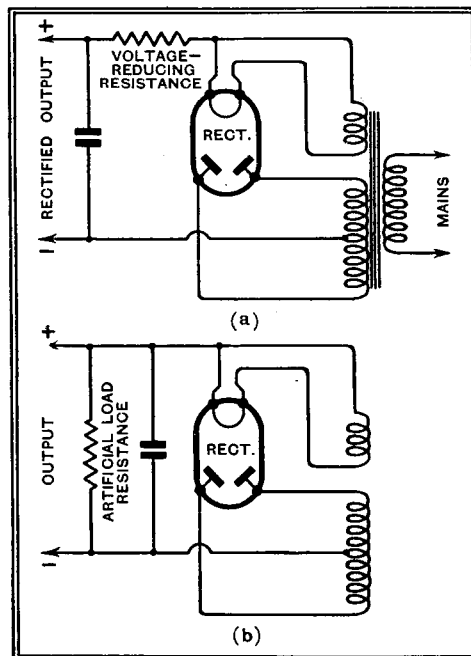 +
VOLTAGE-
REDUCING
RESISTANCE
RECTIFIED OUTPUT
RECT.
MAINS
–
(a)
+
OUTPUT
ARTIFICIAL LOAD
RESISTANCE
RECT.
–
(b)